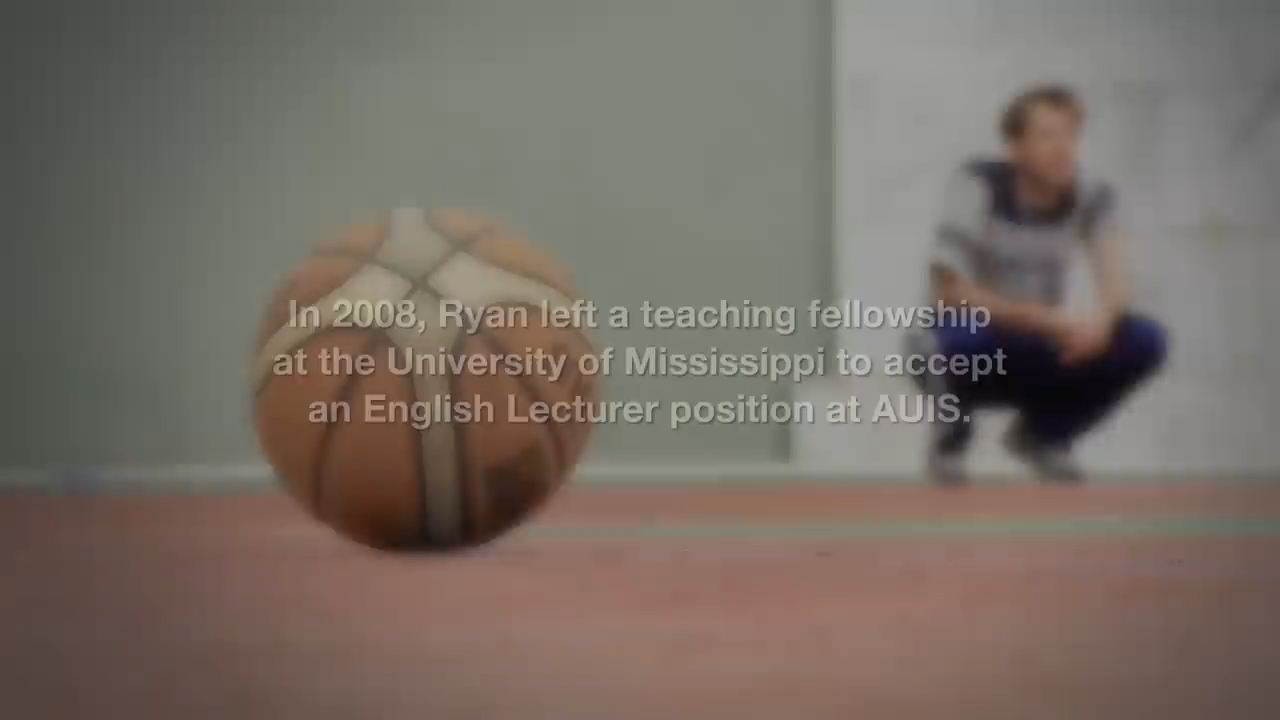 In 2008, Ryan left a teaching fellowship
at the University of Mississippi to accept
an English Lecturer position at AUIS.